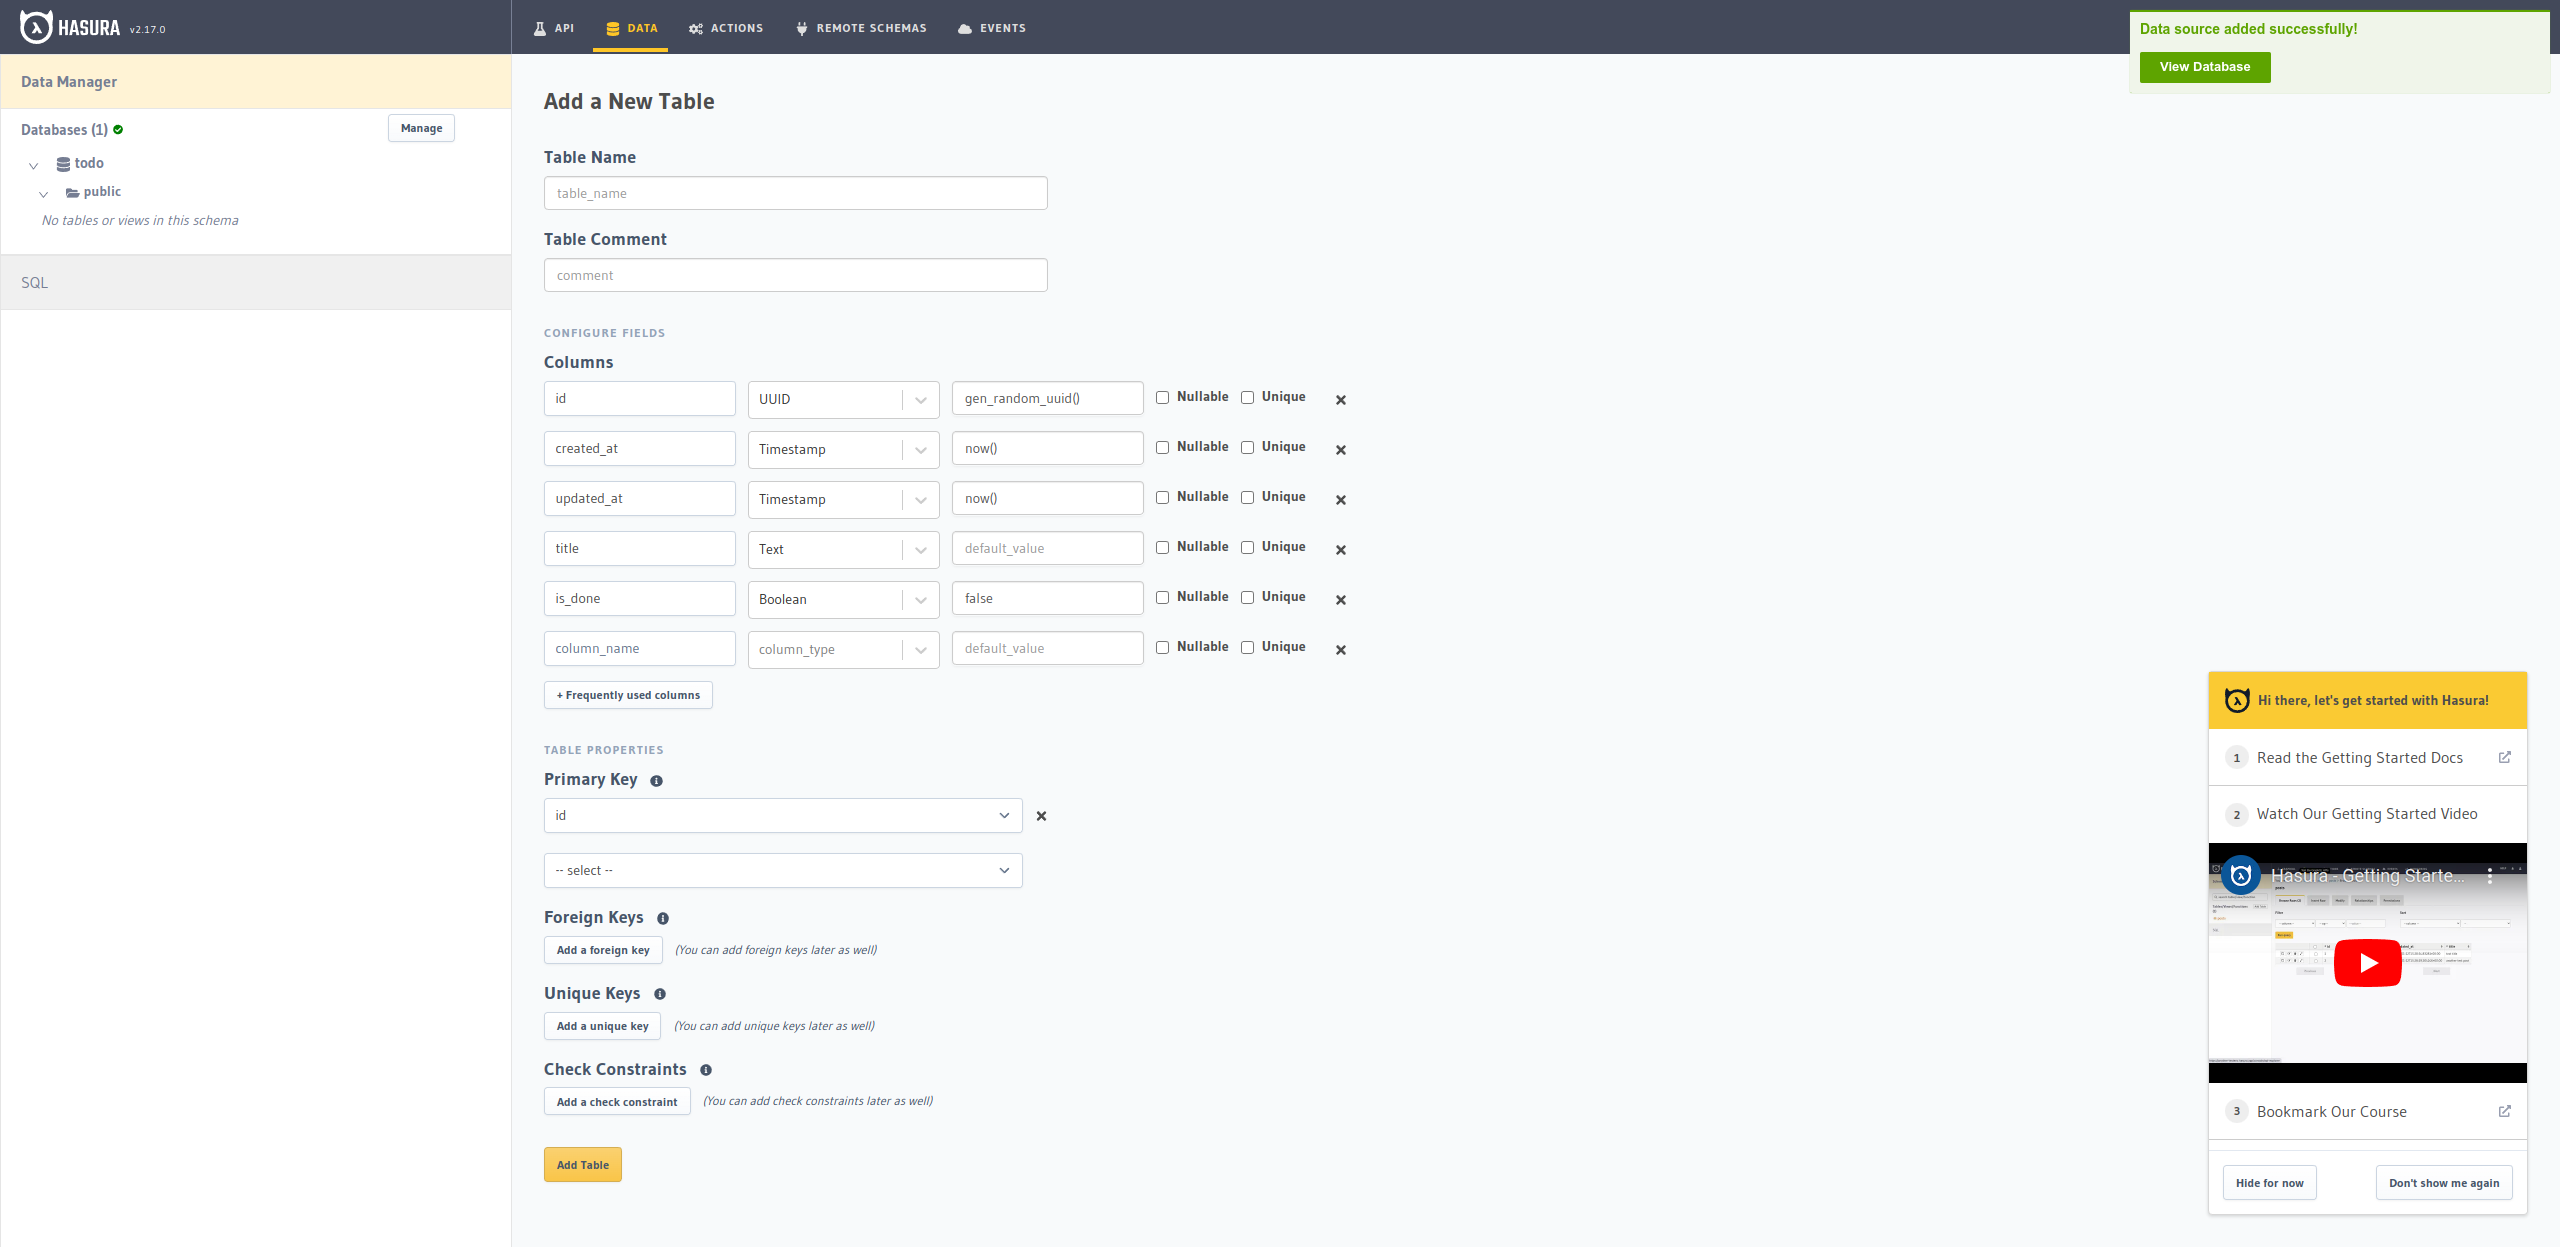 HASURA v2.17.0
API
DATA
ACTIONS
REMOTE SCHEMAS
EVENTS
Data source added successfully!
View Database
Data Manager
Databases (1)
Manage
todo
public
No tables or views in this schema
SQL
Add a New Table
Table Name
table_name
Table Comment
comment
CONFIGURE FIELDS
Columns
id UUID gen_random_uuid() Nullable Unique
created_at Timestamp now() Nullable Unique
updated_at Timestamp now() Nullable Unique
title Text default_value Nullable Unique
is_done Boolean false Nullable Unique
column_name column_type default_value Nullable Unique
+ Frequently used columns
TABLE PROPERTIES
Primary Key
id
-- select --
Foreign Keys
Add a foreign key (You can add foreign keys later as well)
Unique Keys
Add a unique key (You can add unique keys later as well)
Check Constraints
Add a check constraint (You can add check constraints later as well)
Add Table
Hi there, let's get started with Hasura!
1 Read the Getting Started Docs
2 Watch Our Getting Started Video
Hasura - Getting Starte...
3 Bookmark Our Course
Hide for now
Don't show me again